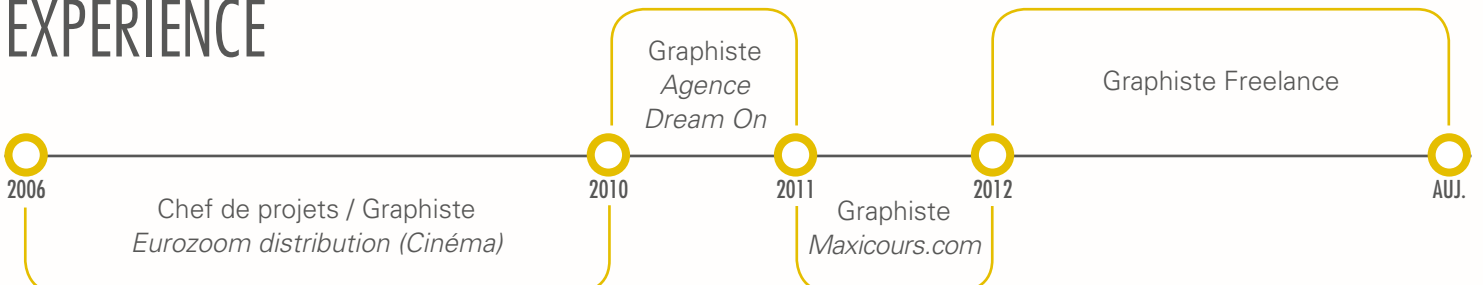 EXPERIENCE
Graphiste
Agence
Dream On
Graphiste Freelance
2006
2010
2011
2012
AUJ.
Chef de projets / Graphiste
Eurozoom distribution (Cinéma)
Graphiste
Maxicours.com